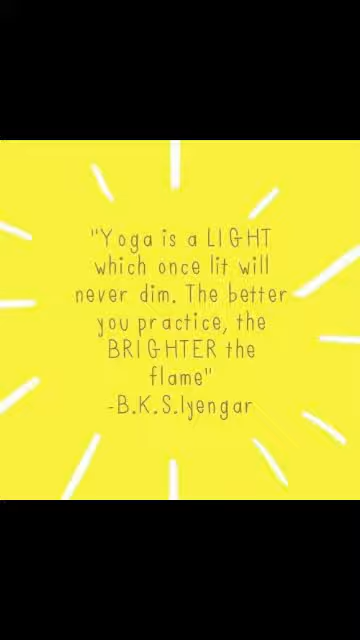 "Yoga is a LIGHT
which once lit will
never dim. The better
you practice, the
BRIGHTER the
flame"
-B.K.S.Iyengar